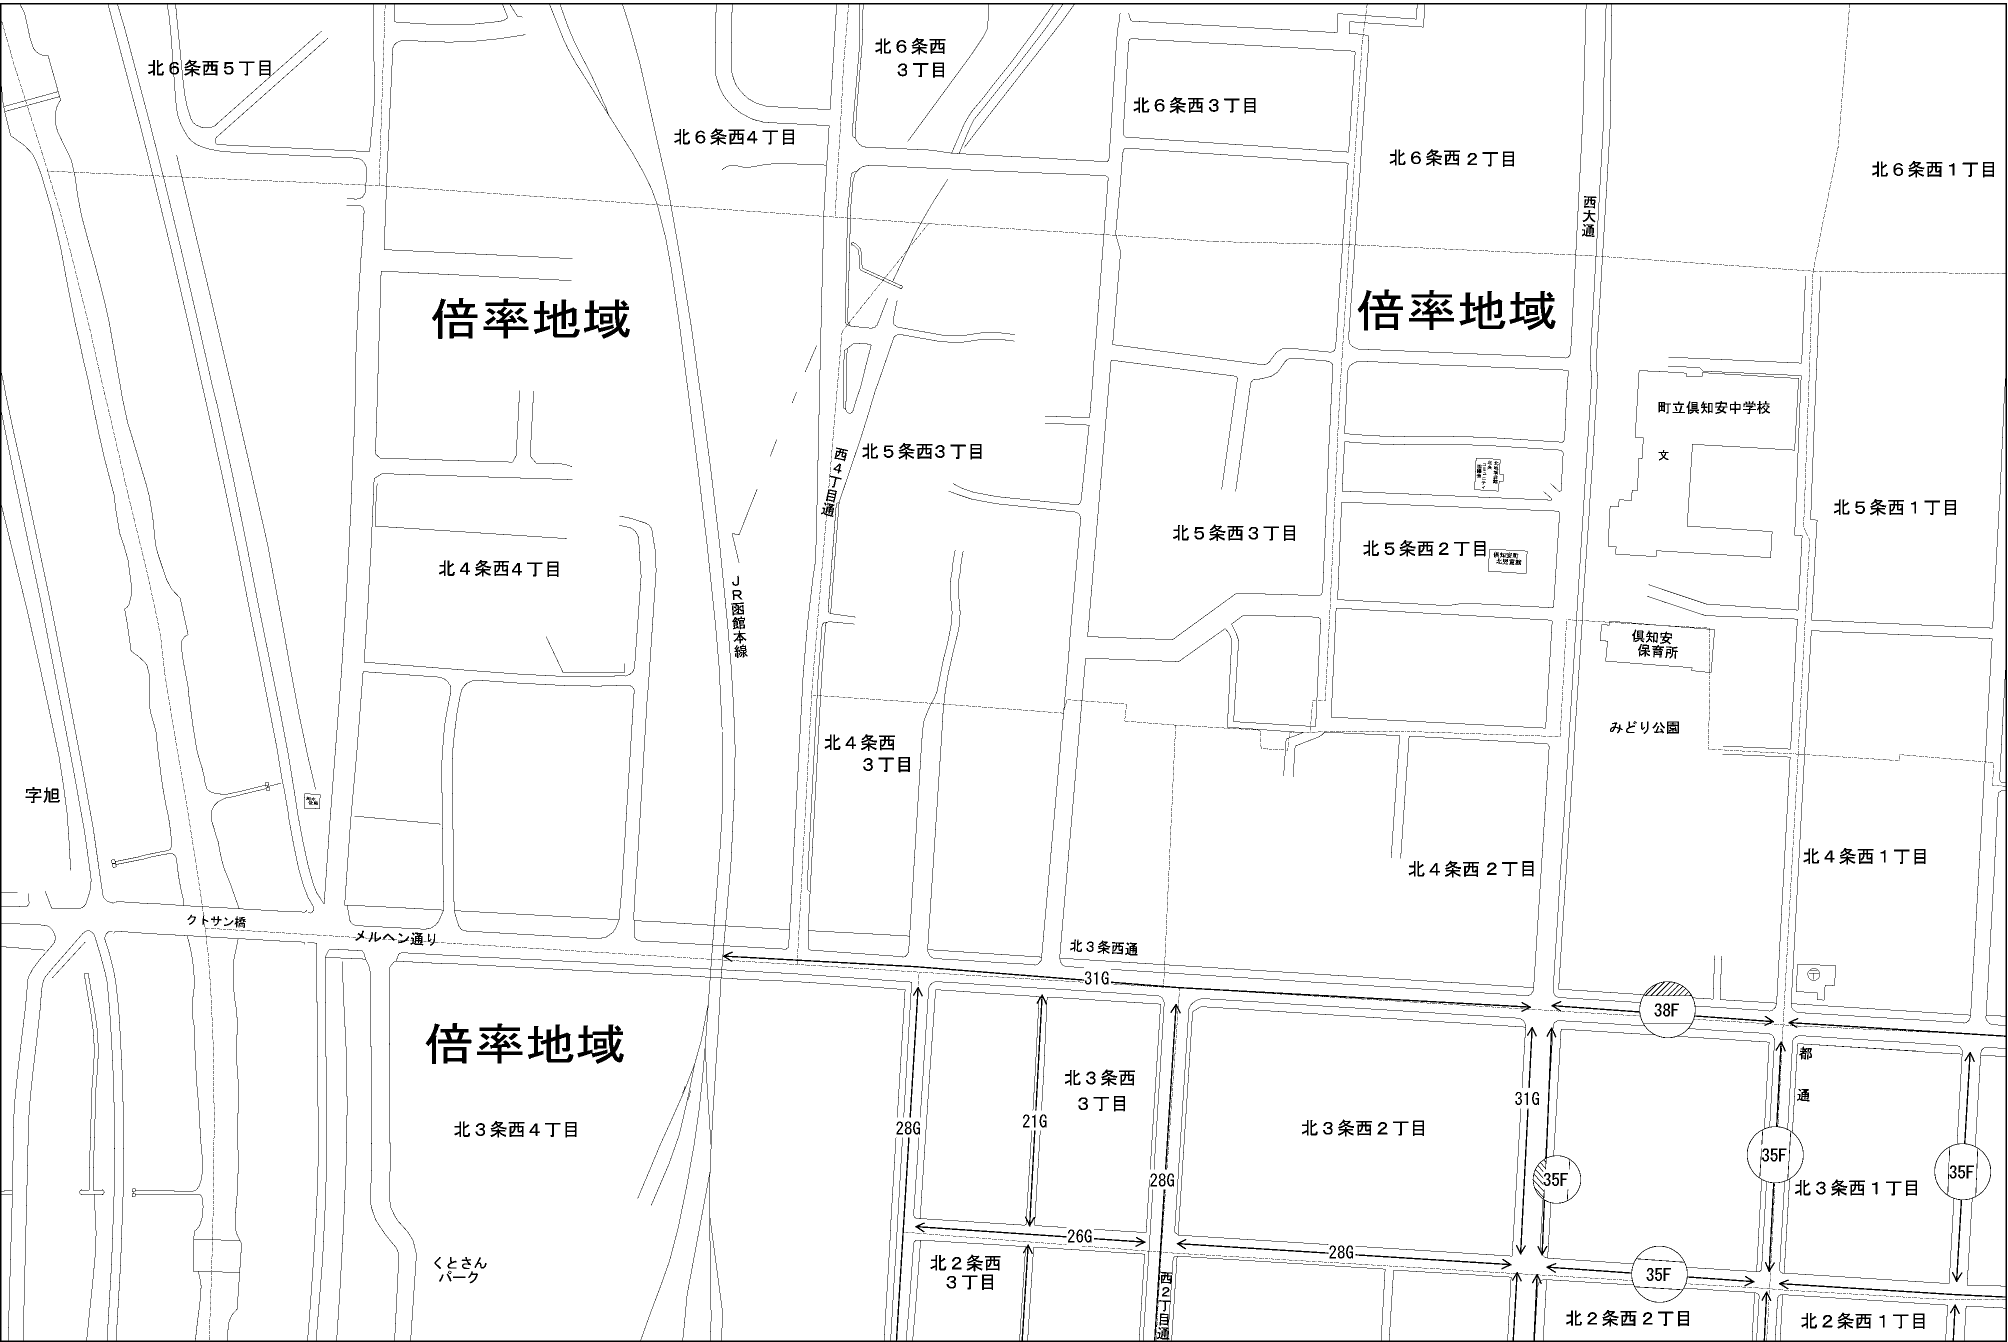 北６条西５丁目
北６条西
３丁目
北６条西４丁目
北６条西３丁目
北６条西２丁目
北６条西１丁目
西大通
倍率地域
倍率地域
町立倶知安中学校
文
西４丁目通
北５条西３丁目
北５条西３丁目
北５条西２丁目
倶知安町
北児童館
北５条西１丁目
北４条西４丁目
ＪＲ函館本線
倶知安
保育所
みどり公園
北４条西
３丁目
字旭
北４条西２丁目
北４条西１丁目
クトサン橋
メルヘン通り
北３条西通
31G
38F
倍率地域
都
通
北３条西
３丁目
31G
28G
21G
北３条西４丁目
北３条西２丁目
28G
35F
35F
35F
北３条西１丁目
26G
28G
35F
くとさん
パーク
北２条西
３丁目
西２丁目通
北２条西２丁目
北２条西１丁目